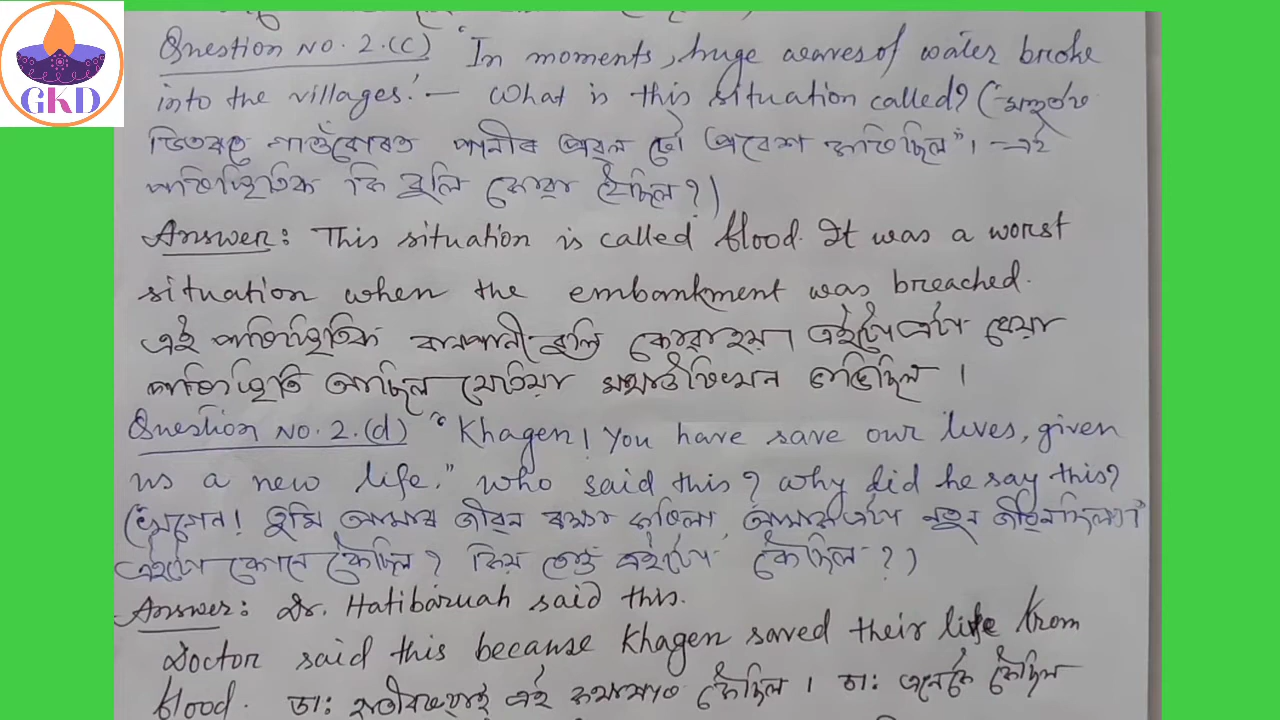 GKD
Question No. 2.(c) "In moments, huge waves of water broke
into the villages.' — What is this situation called? ("মুহূৰ্তৰ
ভিতৰতে গাওঁবোৰত পানীৰ প্ৰবল ঢৌ প্ৰবেশ কৰিছিল"। —এই
পৰিস্থিতিক কি বুলি কোৱা হৈছিল?)
Answer: This situation is called flood. It was a worst
situation when the embankment was breached.
এই পৰিস্থিতিক বানপানী বুলি কোৱা হয়। এইটো এটা বেয়া
পৰিস্থিতি আছিল যেতিয়া মথাউৰিখন ভাঙিছিল।
Question No. 2.(d) "Khagen! You have save our lives, given
us a new life." Who said this? Why did he say this?
(খগেন! তুমি আমাৰ জীৱন ৰক্ষা কৰিলা, আমাক এটা নতুন জীৱন দিলা।"
এইটো কোনে কৈছিল? কিয় তেওঁ এইটো কৈছিল?)
Answer: Dr. Hatibaruah said this.
Doctor said this because Khagen saved their life from
flood. ডা: হাতীবৰুৱাই এই কথাষাৰ কৈছিল। ডা: এনেকৈ কৈছিল